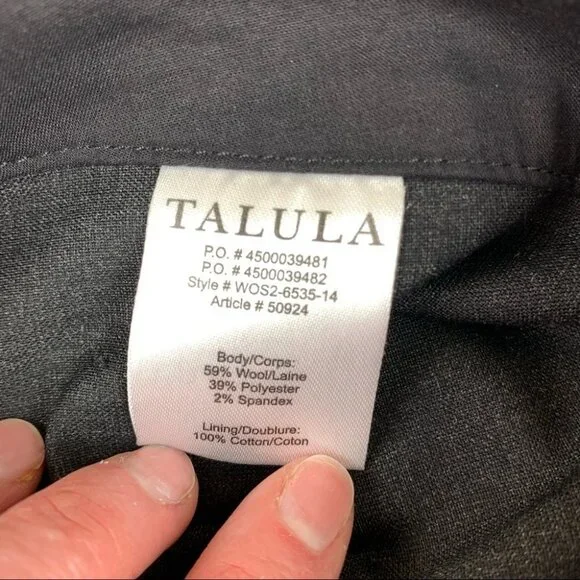 TALULA
P.O. # 4500039481
P.O. # 4500039482
Style # WOS2-6535-14
Article # 50924
Body/Corps:
59% Wool/Laine
39% Polyester
2% Spandex
Lining/Doublure:
100% Cotton/Coton